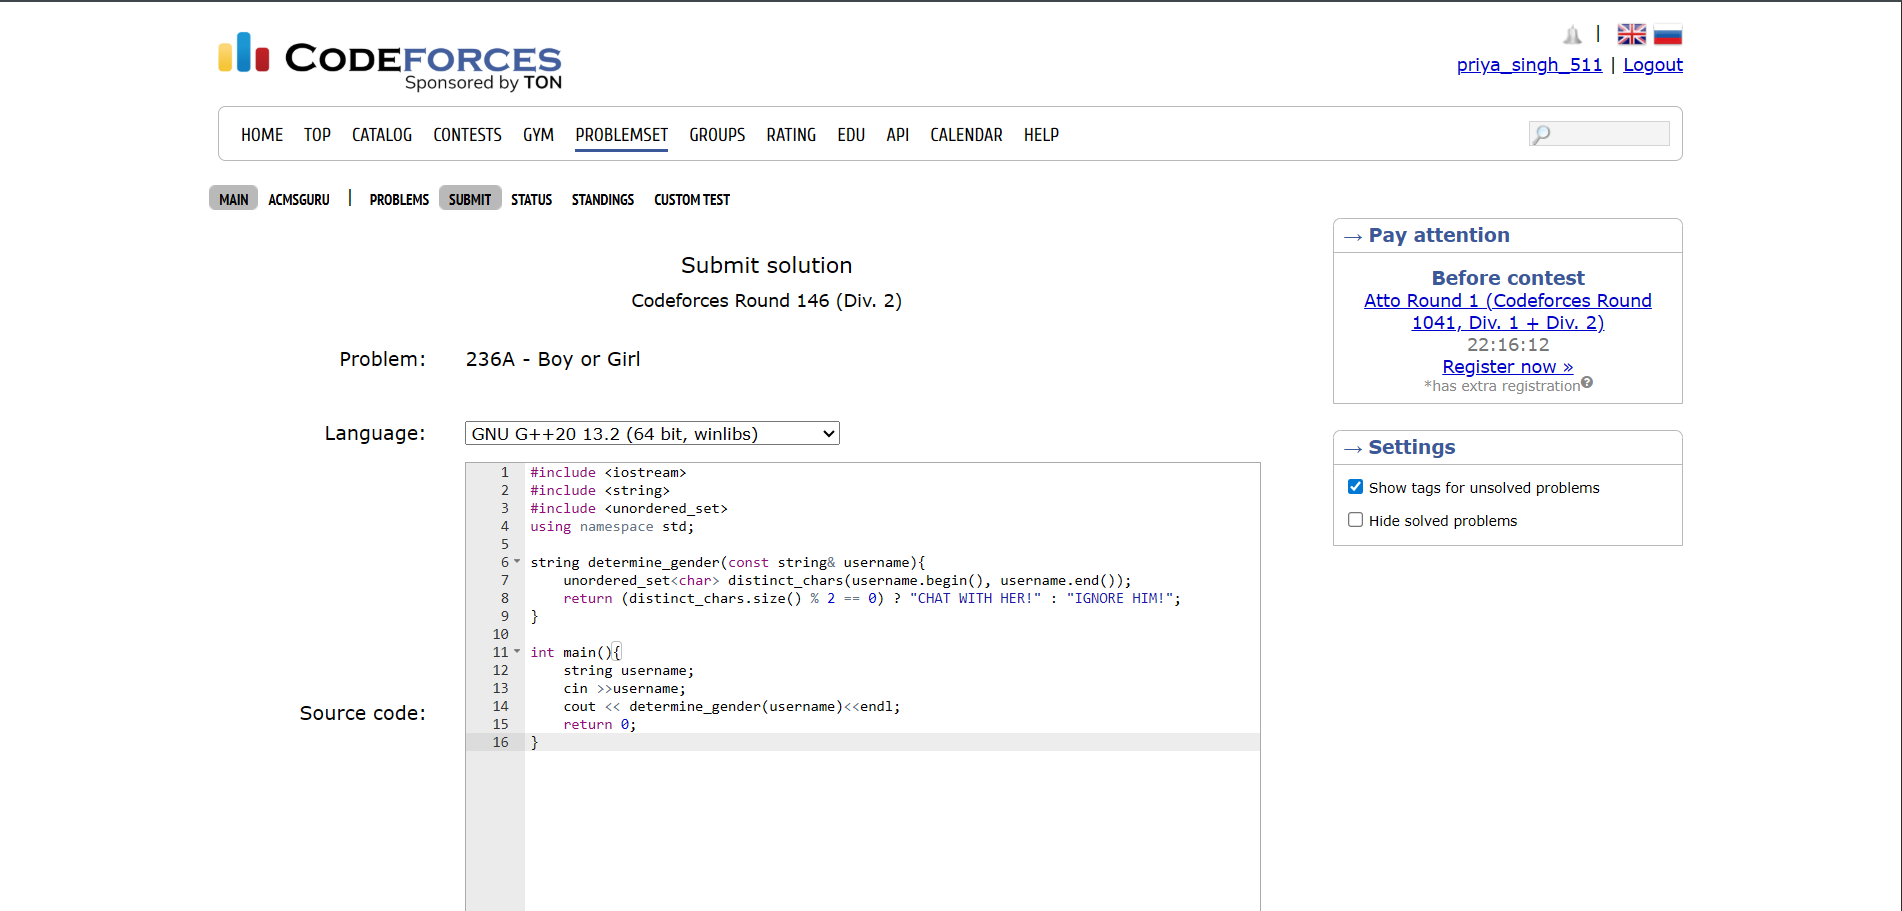 CODEFORCES
Sponsored by TON
priya_singh_511 | Logout
HOME TOP CATALOG CONTESTS GYM PROBLEMSET GROUPS RATING EDU API CALENDAR HELP
MAIN ACMSGURU | PROBLEMS SUBMIT STATUS STANDINGS CUSTOM TEST
Submit solution
Codeforces Round 146 (Div. 2)
Problem: 236A - Boy or Girl
Language: GNU G++20 13.2 (64 bit, winlibs)
Source code:
1 #include <iostream>
2 #include <string>
3 #include <unordered_set>
4 using namespace std;
5
6 string determine_gender(const string& username){
7     unordered_set<char> distinct_chars(username.begin(), username.end());
8     return (distinct_chars.size() % 2 == 0) ? "CHAT WITH HER!" : "IGNORE HIM!";
9 }
10
11 int main(){
12     string username;
13     cin >>username;
14     cout << determine_gender(username)<<endl;
15     return 0;
16 }
→ Pay attention
Before contest
Atto Round 1 (Codeforces Round
1041, Div. 1 + Div. 2)
22:16:12
Register now »
*has extra registration?
→ Settings
Show tags for unsolved problems
Hide solved problems